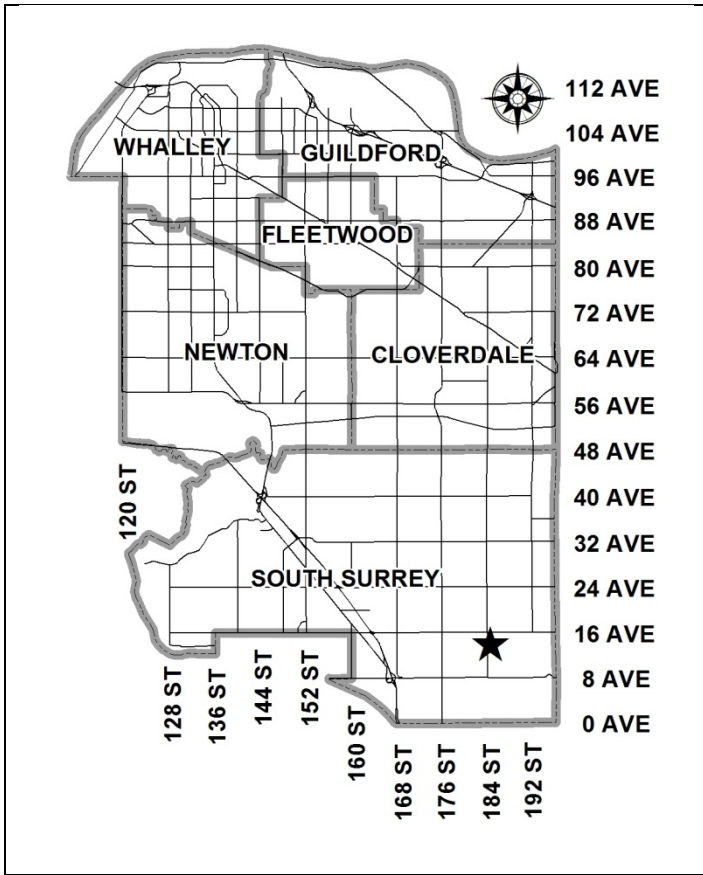 112 AVE
104 AVE
WHALLEY
GUILDFORD
96 AVE
88 AVE
FLEETWOOD
80 AVE
72 AVE
NEWTON
CLOVERDALE
64 AVE
56 AVE
48 AVE
120 ST
40 AVE
32 AVE
SOUTH SURREY
24 AVE
16 AVE
8 AVE
0 AVE
128 ST
136 ST
144 ST
152 ST
160 ST
168 ST
176 ST
184 ST
192 ST